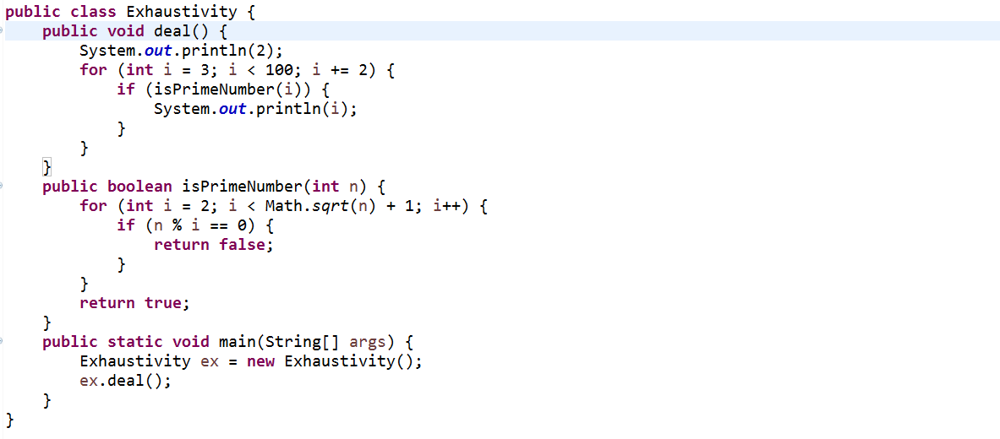 public class Exhaustivity {
    public void deal() {
        System.out.println(2);
        for (int i = 3; i < 100; i += 2) {
            if (isPrimeNumber(i)) {
                System.out.println(i);
            }
        }
    }
    public boolean isPrimeNumber(int n) {
        for (int i = 2; i < Math.sqrt(n) + 1; i++) {
            if (n % i == 0) {
                return false;
            }
        }
        return true;
    }
    public static void main(String[] args) {
        Exhaustivity ex = new Exhaustivity();
        ex.deal();
    }
}